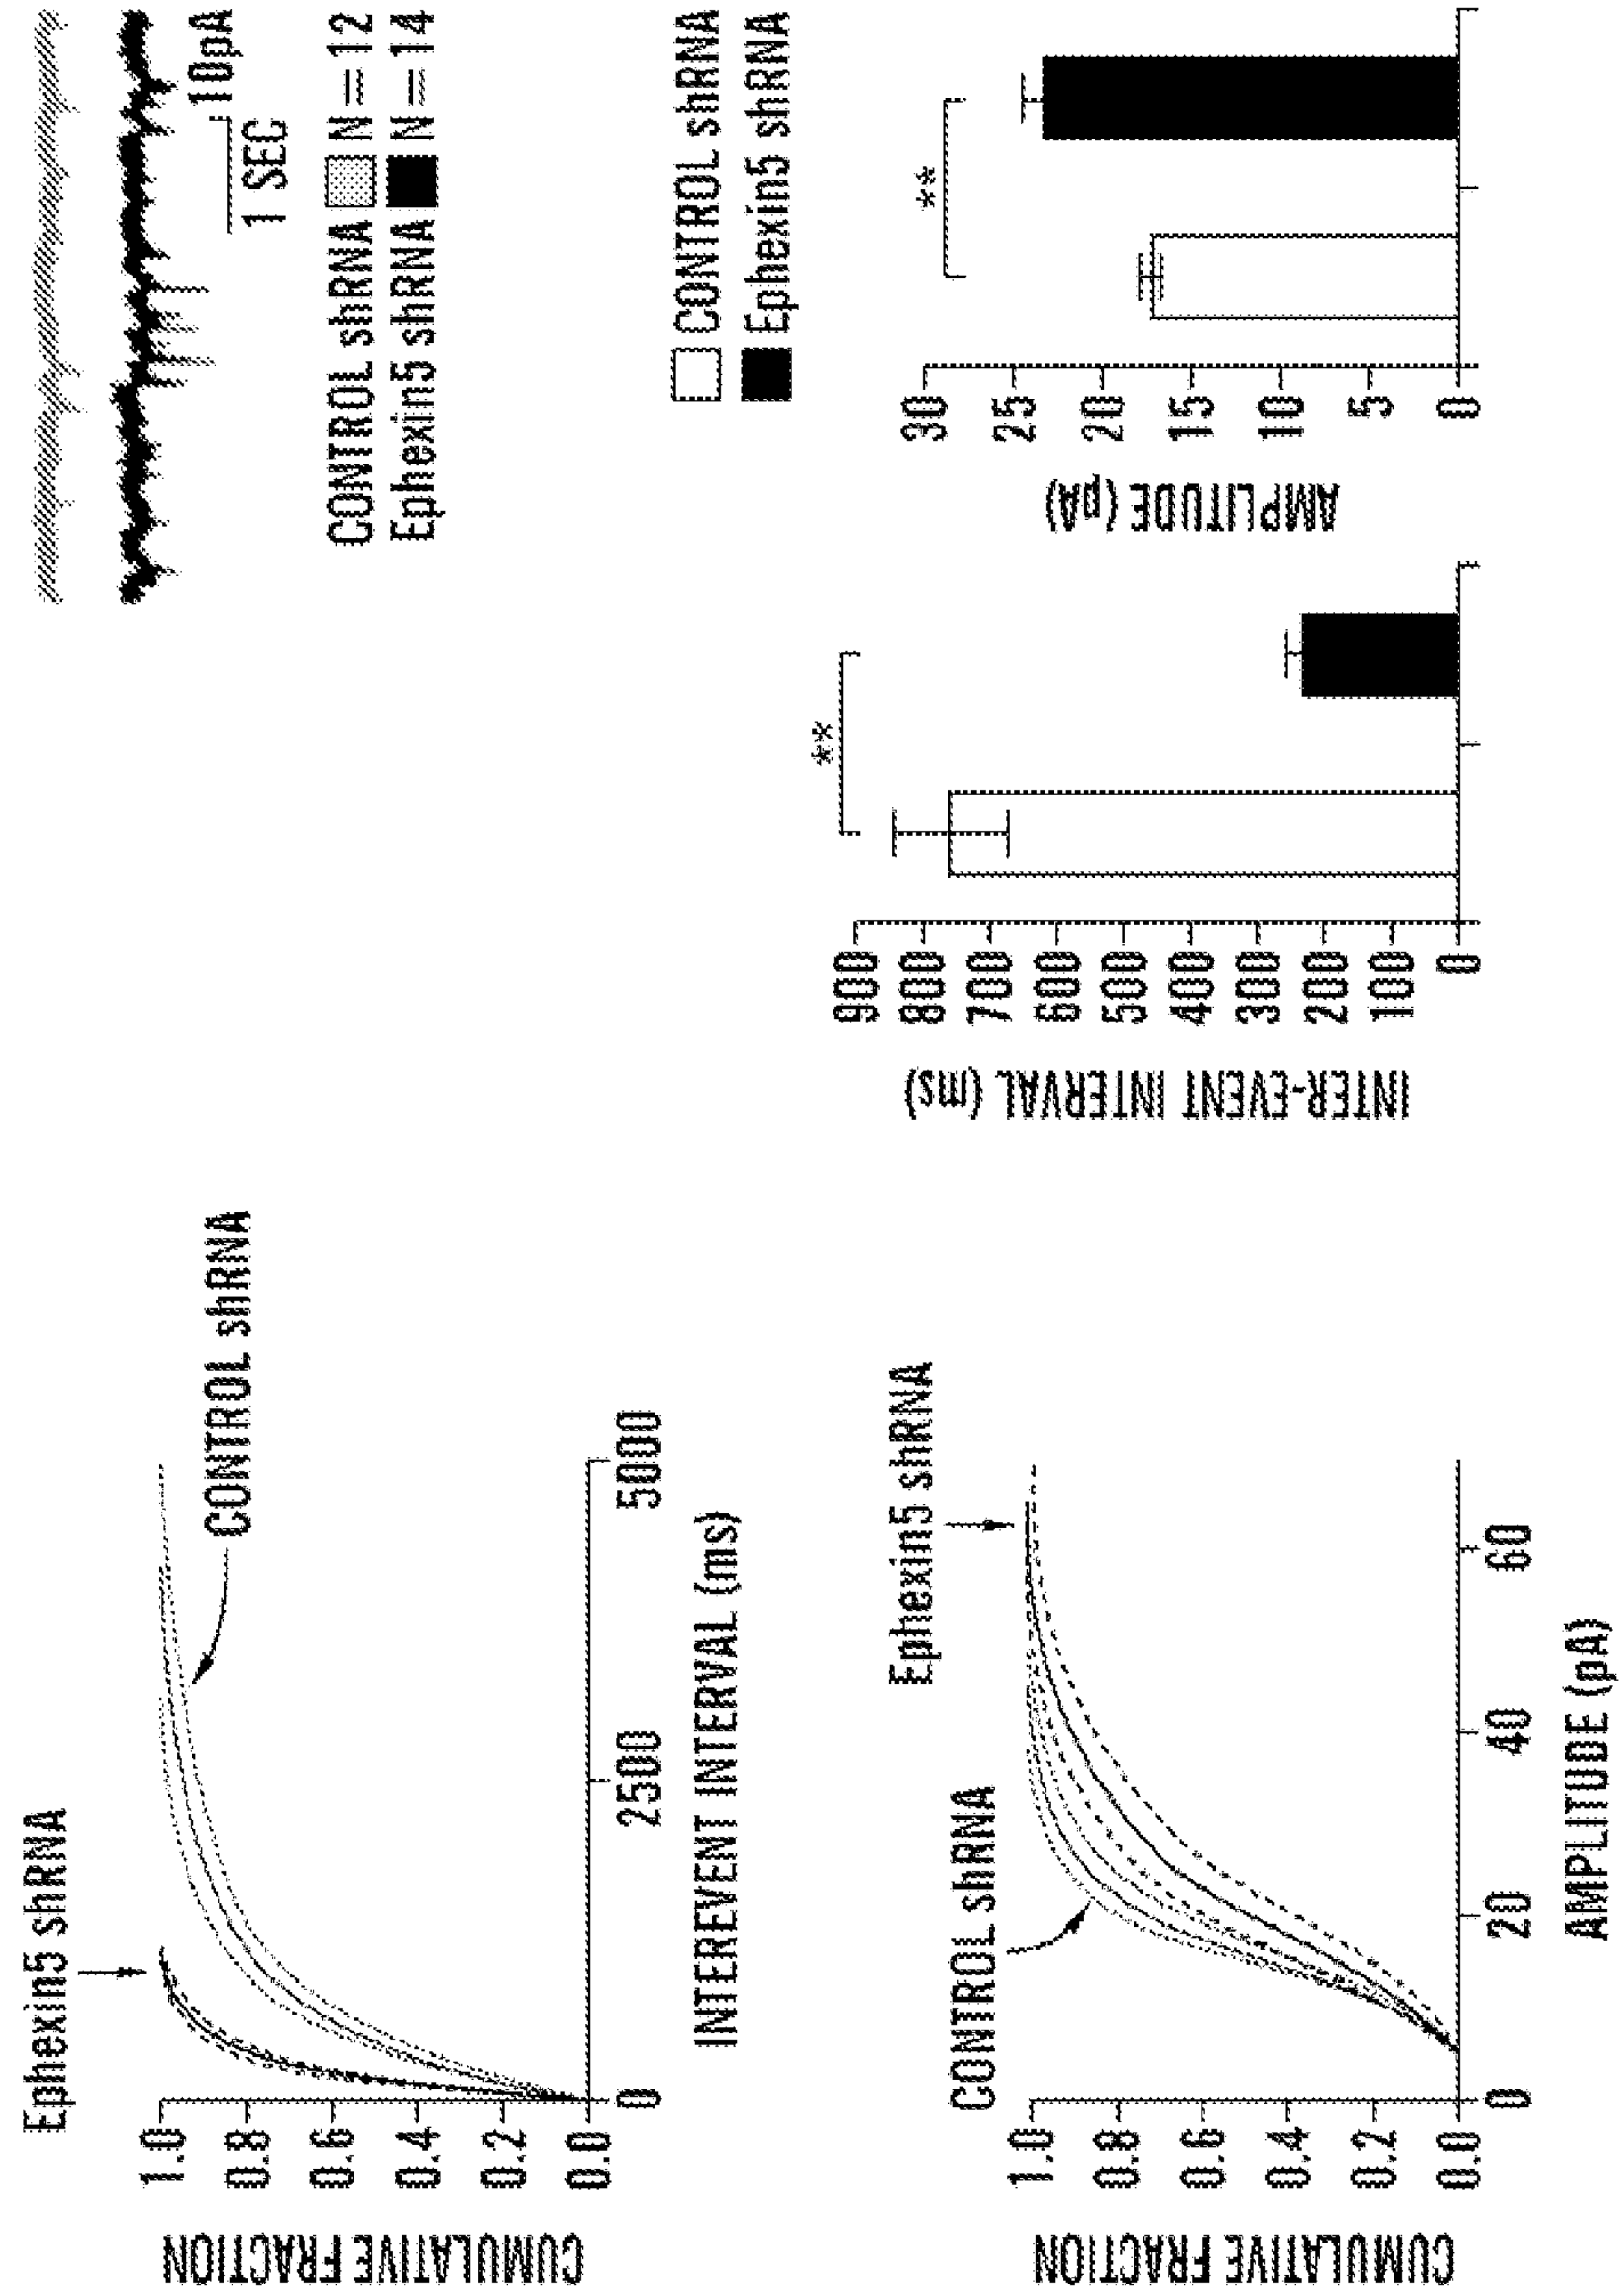 Ephexin5 shRNA
CONTROL shRNA
CUMULATIVE FRACTION
1.0
0.8
0.6
0.4
0.2
0.0
0
2500
5000
INTEREVENT INTERVAL (ms)
10pA
1 SEC
CONTROL shRNA N = 12
Ephexin5 shRNA N = 14
CONTROL shRNA
Ephexin5 shRNA
CUMULATIVE FRACTION
1.0
0.8
0.6
0.4
0.2
0.0
0
20
40
60
AMPLITUDE (pA)
INTER-EVENT INTERVAL (ms)
900
800
700
600
500
400
300
200
100
0
**
AMPLITUDE (pA)
30
25
20
15
10
5
0
**
CONTROL shRNA
Ephexin5 shRNA